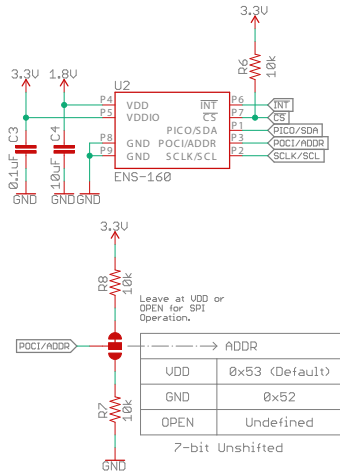 3.3V
3.3V
1.8V
R6
10k
U2
P4
VDD
INT
P6
INT
P5
VDDIO
CS
P7
CS
PICO/SDA
P1
PICO/SDA
P8
GND
POCI/ADDR
P3
POCI/ADDR
P9
GND
SCLK/SCL
P2
SCLK/SCL
ENS-160
C3
0.1uF
C4
10uF
GND
GND
GND
3.3V
R8
10k
Leave at VDD or
OPEN for SPI
Operation.
POCI/ADDR
ADDR
VDD
0x53 (Default)
GND
0x52
OPEN
Undefined
R7
10k
7-bit Unshifted
GND